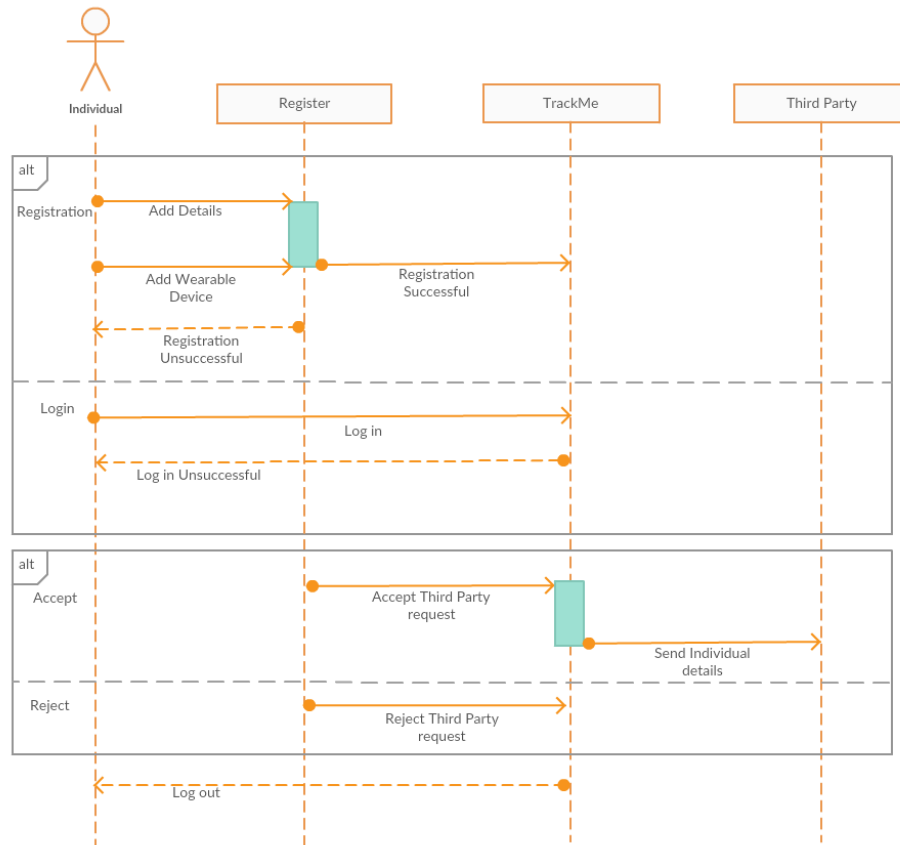 Individual
Register
TrackMe
Third Party
alt
Registration
Add Details
Add Wearable
Device
Registration
Successful
Registration
Unsuccessful
Login
Log in
Log in Unsuccessful
alt
Accept
Accept Third Party
request
Send Individual
details
Reject
Reject Third Party
request
Log out